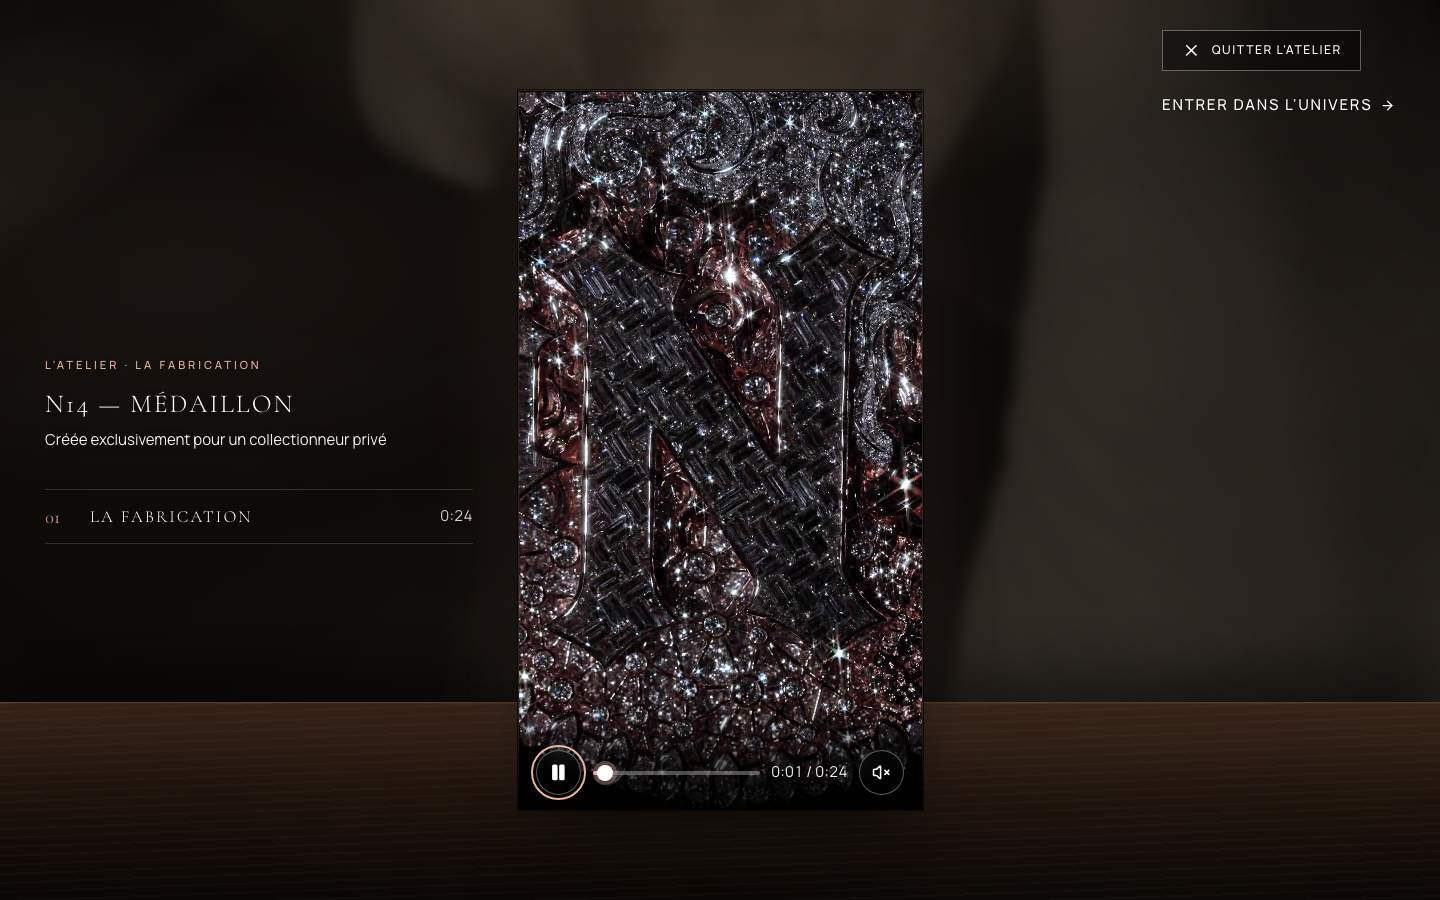 QUITTER L'ATELIER
ENTRER DANS L'UNIVERS →
L'ATELIER · LA FABRICATION
N14 — MÉDAILLON
Créée exclusivement pour un collectionneur privé
01 LA FABRICATION 0:24
N
0:01 / 0:24